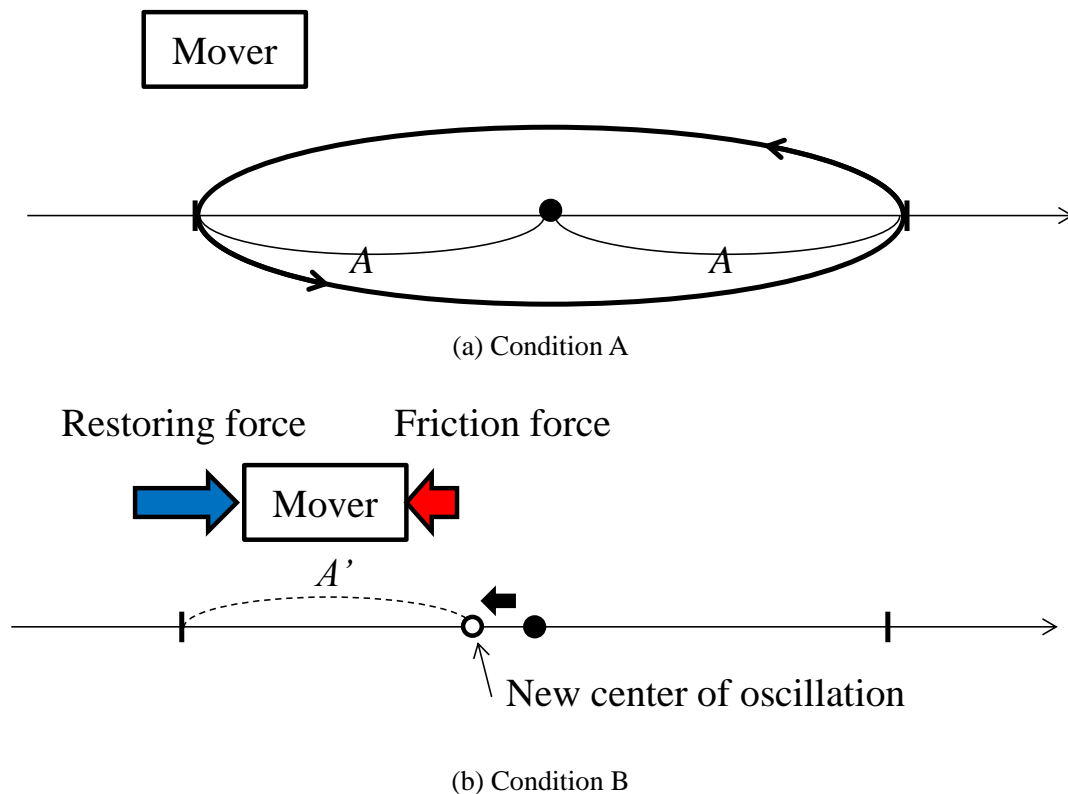 Mover
A A
(a) Condition A
Restoring force Friction force
Mover
A’
New center of oscillation
(b) Condition B